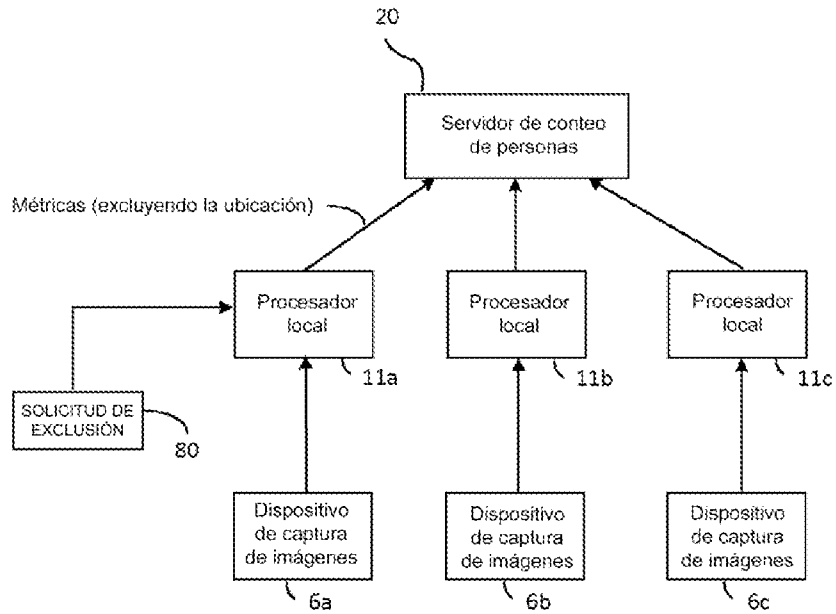 20
Servidor de conteo
de personas
Métricas (excluyendo la ubicación)
Procesador
local
Procesador
local
Procesador
local
11a
11b
11c
SOLICITUD DE
EXCLUSIÓN
80
Dispositivo
de captura
de imágenes
Dispositivo
de captura
de imágenes
Dispositivo
de captura
de imágenes
6a
6b
6c